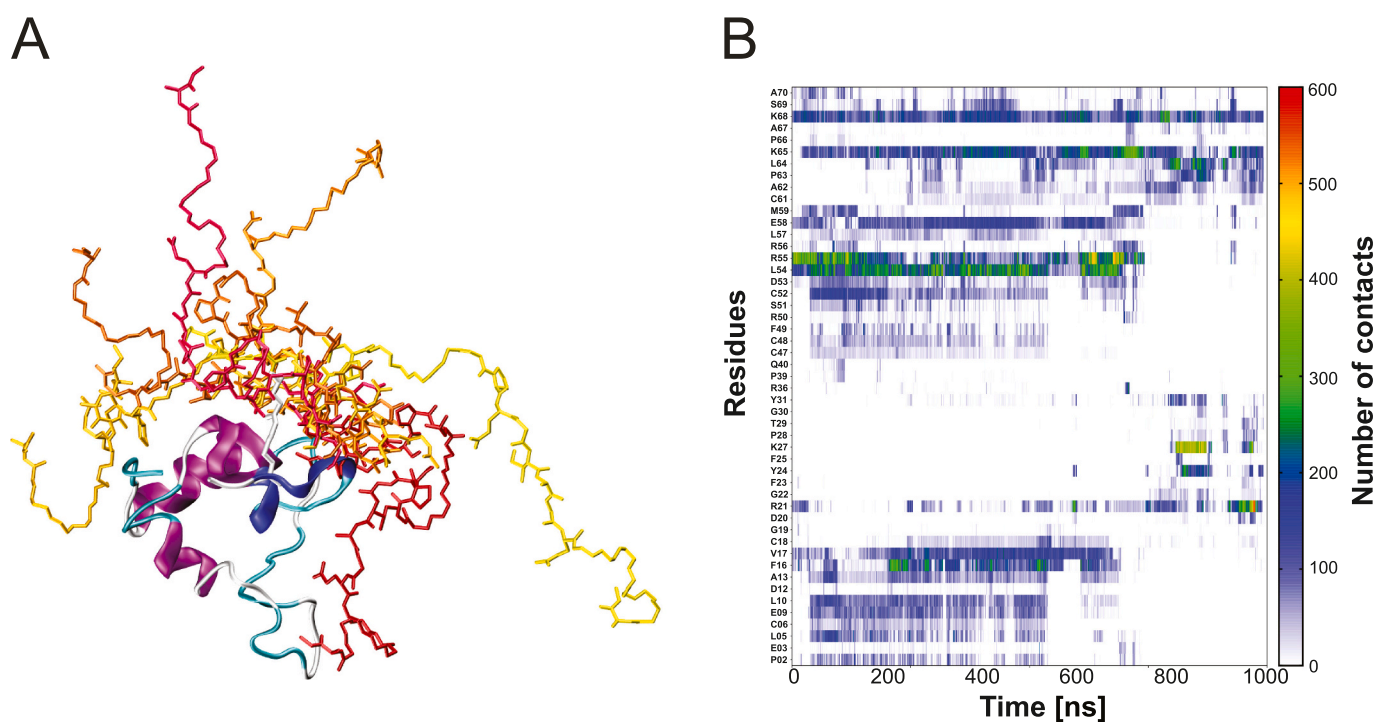 A
B
A70
S69
K68
A67
P66
K65
L64
P63
A62
C61
M59
E58
L57
R56
R55
L54
D53
C52
S51
R50
F49
C48
C47
Q40
P39
R36
Y31
G30
T29
P28
K27
F25
Y24
F23
G22
R21
D20
G19
C18
V17
F16
A13
D12
L10
E09
C06
L05
E03
P02
Residues
0 200 400 600 800 1000
Time [ns]
600
500
400
300
200
100
0
Number of contacts